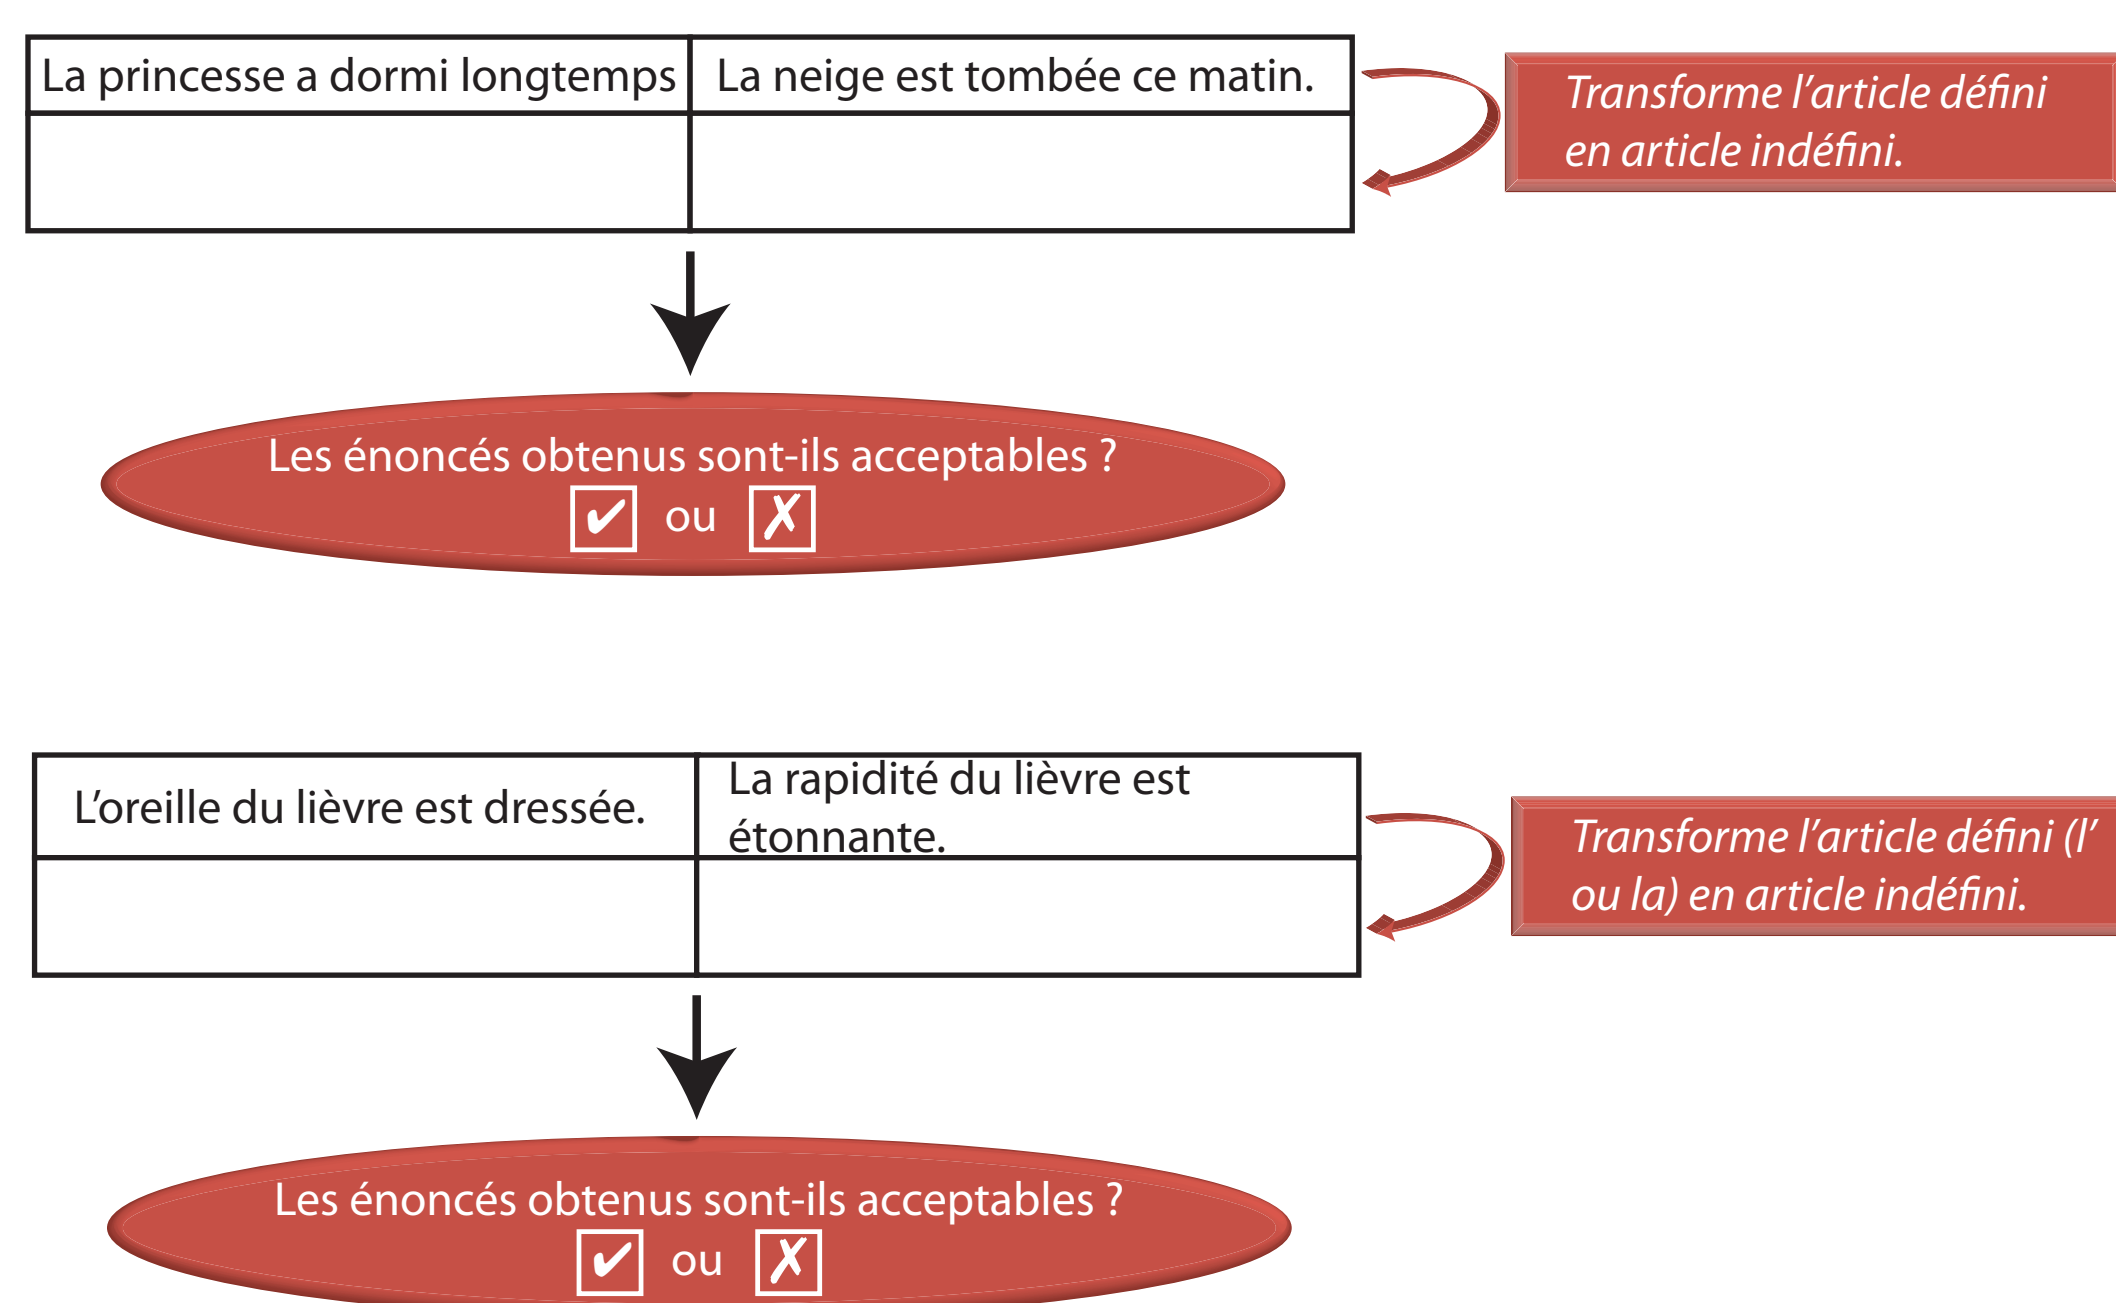 La princesse a dormi longtemps
La neige est tombée ce matin.
Transforme l’article défini
en article indéfini.
Les énoncés obtenus sont-ils acceptables ?
✔ ou ✗
L’oreille du lièvre est dressée.
La rapidité du lièvre est
étonnante.
Transforme l’article défini (l’
ou la) en article indéfini.
Les énoncés obtenus sont-ils acceptables ?
✔ ou ✗